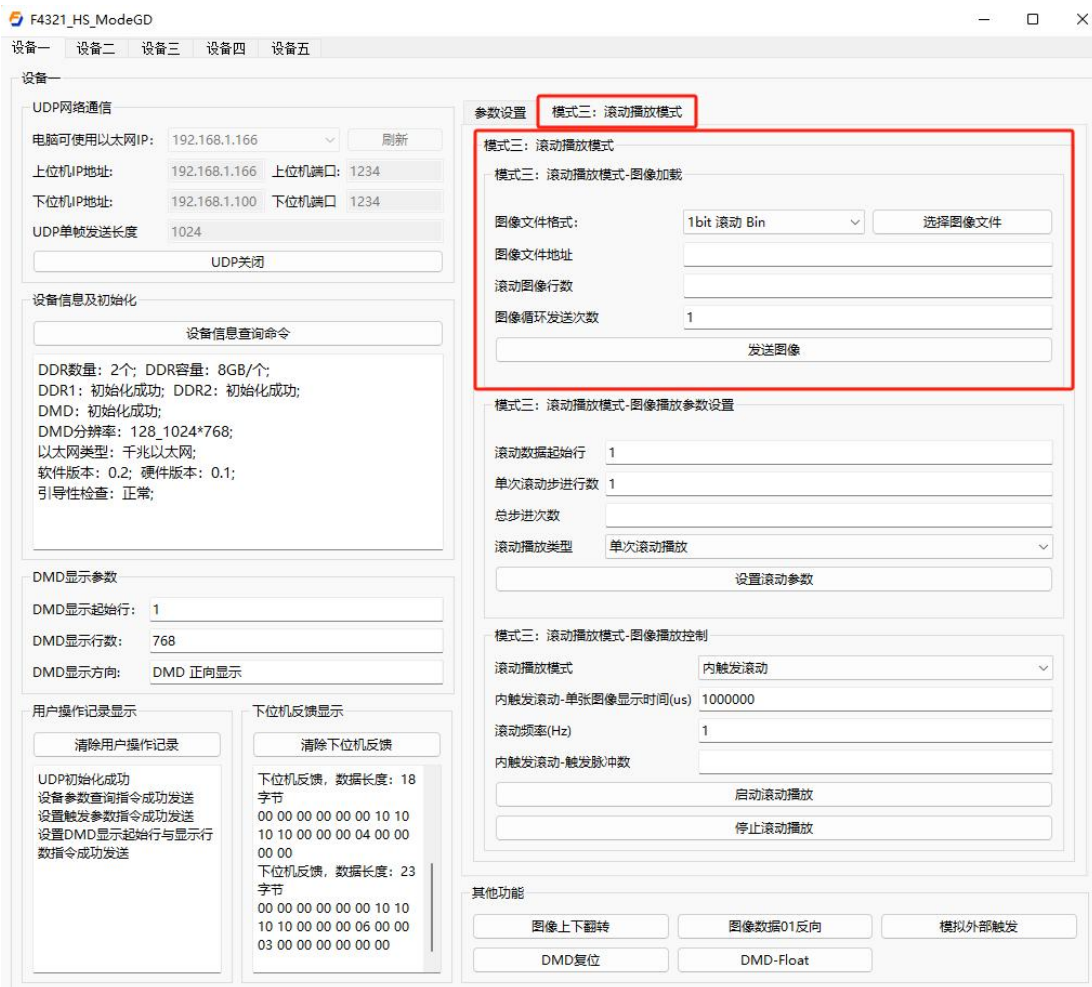 F4321_HS_ModeGD
设备一 设备二 设备三 设备四 设备五
设备一
UDP网络通信
电脑可使用以太网IP: 192.168.1.166 刷新
上位机IP地址: 192.168.1.166 上位机端口: 1234
下位机IP地址: 192.168.1.100 下位机端口 1234
UDP单帧发送长度 1024
UDP关闭
设备信息及初始化
设备信息查询命令
DDR数量：2个；DDR容量：8GB/个；
DDR1：初始化成功；DDR2：初始化成功；
DMD：初始化成功；
DMD分辨率：128_1024*768；
以太网类型：千兆以太网；
软件版本：0.2；硬件版本：0.1；
引导性检查：正常；
DMD显示参数
DMD显示起始行: 1
DMD显示行数: 768
DMD显示方向: DMD 正向显示
用户操作记录显示
清除用户操作记录
UDP初始化成功
设备参数查询指令成功发送
设置触发参数指令成功发送
设置DMD显示起始行与显示行
数指令成功发送
下位机反馈显示
清除下位机反馈
下位机反馈，数据长度：18
字节
00 00 00 00 00 00 10 10
10 10 00 00 00 04 00 00
00 00
下位机反馈，数据长度：23
字节
00 00 00 00 00 00 10 10
10 10 00 00 00 06 00 00
03 00 00 00 00 00 00
参数设置 模式三：滚动播放模式
模式三：滚动播放模式
模式三：滚动播放模式-图像加载
图像文件格式： 1bit 滚动 Bin 选择图像文件
图像文件地址
滚动图像行数
图像循环发送次数 1
发送图像
模式三：滚动播放模式-图像播放参数设置
滚动数据起始行 1
单次滚动步进行数 1
总步进次数
滚动播放类型 单次滚动播放
设置滚动参数
模式三：滚动播放模式-图像播放控制
滚动播放模式 内触发滚动
内触发滚动-单张图像显示时间(us) 1000000
滚动频率(Hz) 1
内触发滚动-触发脉冲数
启动滚动播放
停止滚动播放
其他功能
图像上下翻转 图像数据01反向 模拟外部触发
DMD复位 DMD-Float